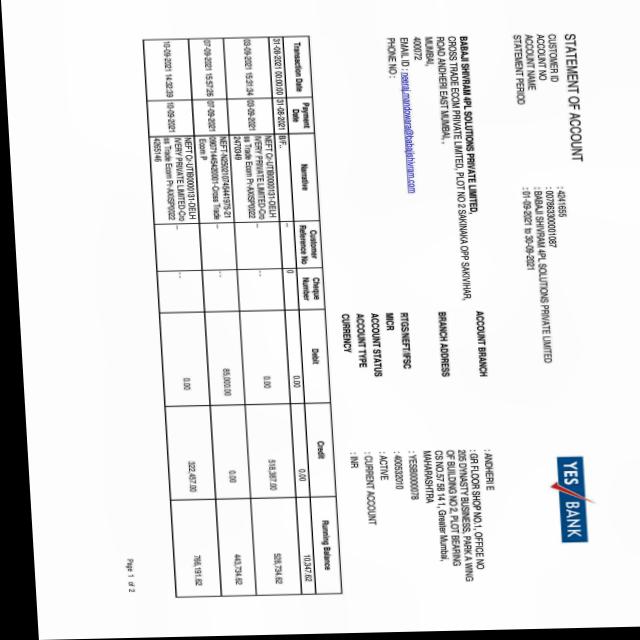 STATEMENT OF ACCOUNT
YES BANK
CUSTOMER ID : 4241655
ACCOUNT NO : 007863300001087
ACCOUNT NAME : BABAJI SHIVRAM 4PL SOLUTIONS PRIVATE LIMITED
STATEMENT PERIOD : 01-09-2021 to 30-09-2021
BABAJI SHIVRAM 4PL SOLUTIONS PRIVATE LIMITED,
CROSS TRADE ECOM PRIVATE LIMITED, PLOT NO 2 SAKINAKA OPP SAKIVIHAR,
ROAD ANDHERI EAST MUMBAI,
MUMBAI,
400072
EMAIL ID : neeraj.mandowara@babajishivram.com
PHONE NO :
ACCOUNT BRANCH : ANDHERI E
BRANCH ADDRESS : GR FLOOR SHOP NO.1, OFFICE NO
205 DYNASTY BUSINESS, PARK A WING
OF BUILDING NO 2, PLOT BEARING
CS NO.57 58 14 1, Greater Mumbai,
MAHARASHTRA
RTGS/NEFT/IFSC : YESB0000078
MICR : 400532010
ACCOUNT STATUS : ACTIVE
ACCOUNT TYPE : CURRENT ACCOUNT
CURRENCY : INR
Transaction Date Payment Date Narrative Customer Reference No Cheque Number Debit Credit Running Balance
31-08-2021 00:00:00 31-08-2021 B/F... -- 0 0.00 0.00 10,347.62
03-09-2021 15:31:34 03-09-2021 NEFT Cr-UTIB0000131-DELH -- -- 0.00 518,387.00 528,734.62
IVERY PRIVATE LIMITED-Cro
ss Trade Ecom Pr-AXISP0022
2470349
07-09-2021 15:57:26 07-09-2021 -- -- 85,000.00 0.00 443,734.62
-Cross Trade
Ecom P
10-09-2021 14:32:39 10-09-2021 NEFT Cr-UTIB0000131-DELH -- -- 0.00 322,457.00 766,191.62
IVERY PRIVATE LIMITED-Cro
ss Trade Ecom Pr-AXISP0022
4265146
Page 1 of 2